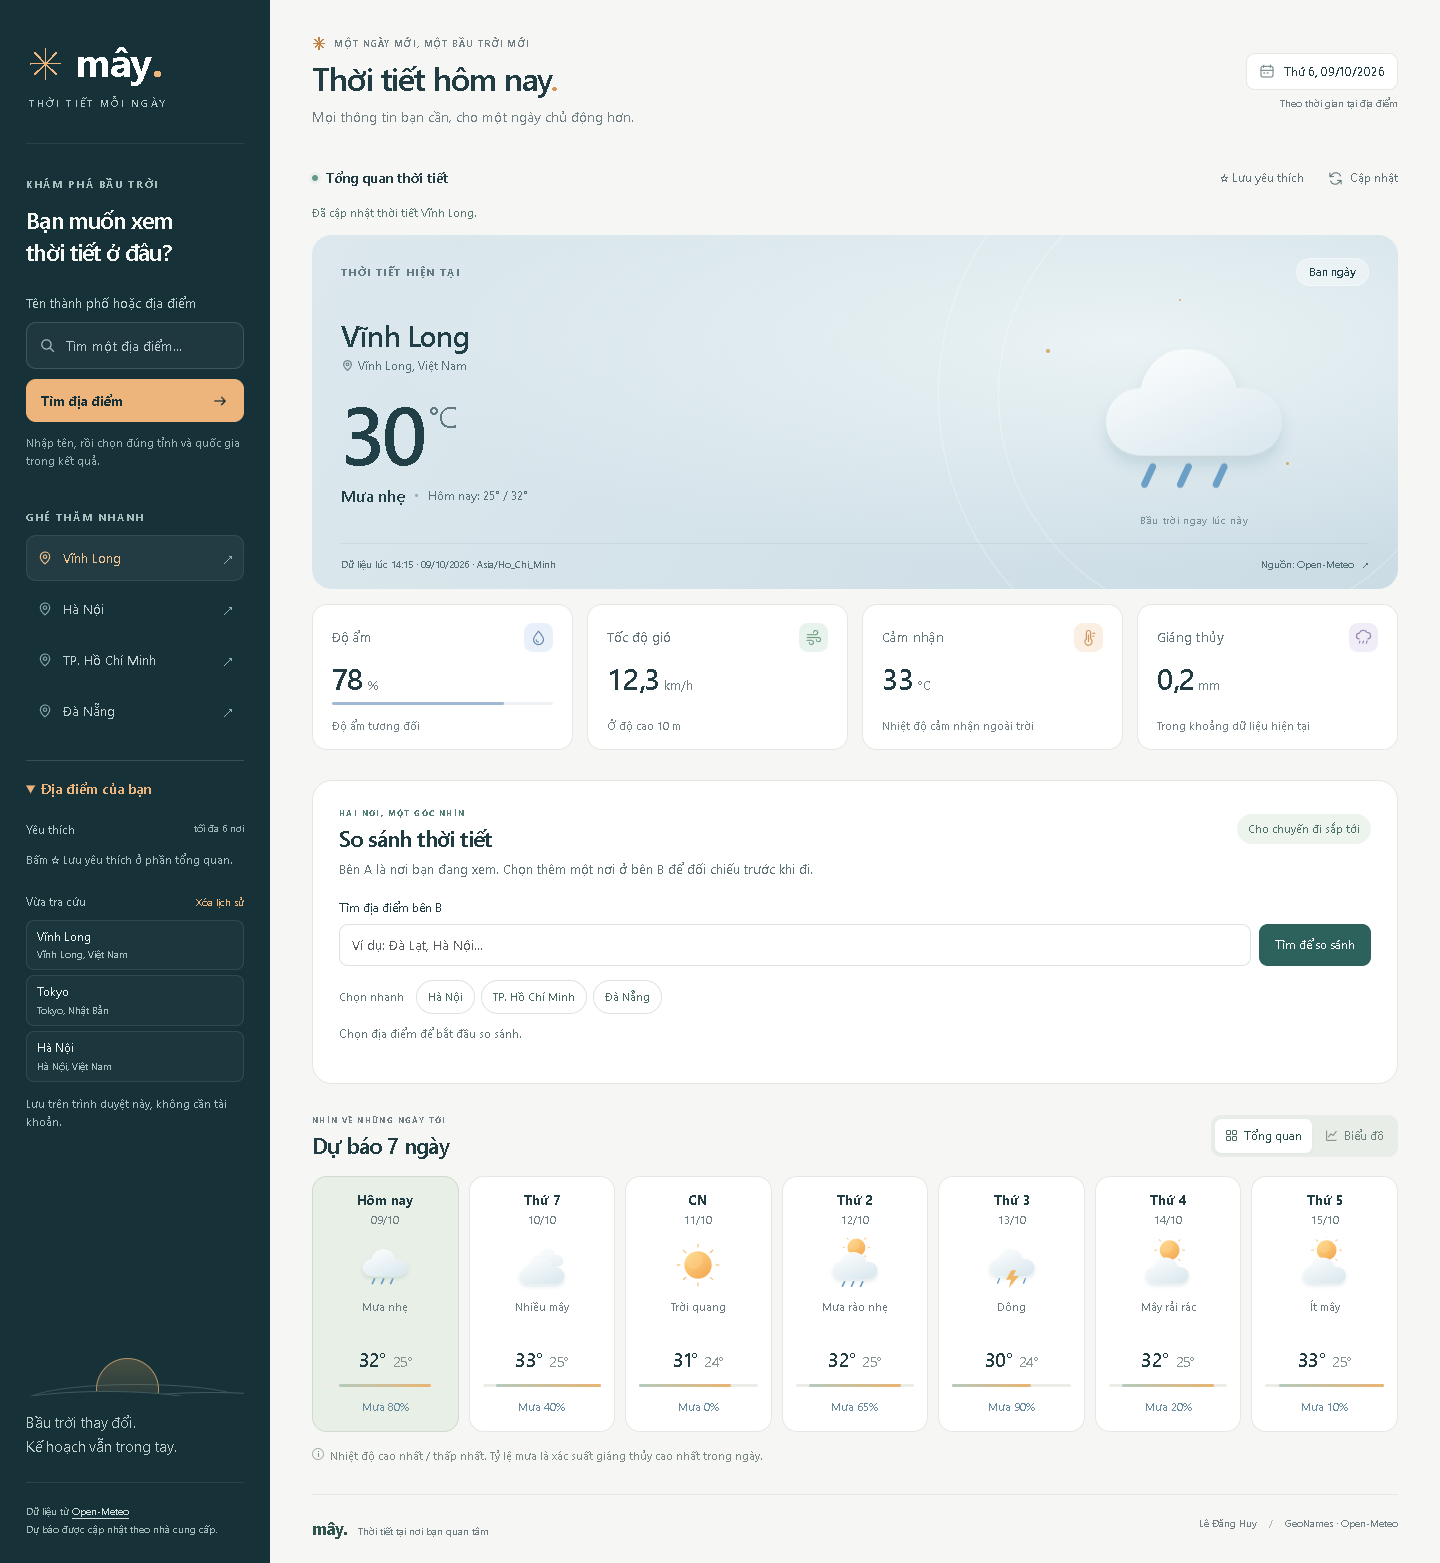 mây.
THỜI TIẾT MỖI NGÀY
KHÁM PHÁ BẦU TRỜI
Bạn muốn xem
thời tiết ở đâu?
Tên thành phố hoặc địa điểm
Tìm một địa điểm...
Tìm địa điểm →
Nhập tên, rồi chọn đúng tỉnh và quốc gia
trong kết quả.
GHÉ THĂM NHANH
Vĩnh Long ↗
Hà Nội ↗
TP. Hồ Chí Minh ↗
Đà Nẵng ↗
▼ Địa điểm của bạn
Yêu thích tối đa 6 nơi
Bấm ☆ Lưu yêu thích ở phần tổng quan.
Vừa tra cứu Xóa lịch sử
Vĩnh Long
Vĩnh Long, Việt Nam
Tokyo
Tokyo, Nhật Bản
Hà Nội
Hà Nội, Việt Nam
Lưu trên trình duyệt này, không cần tài
khoản.
Bầu trời thay đổi.
Kế hoạch vẫn trong tay.
Dữ liệu từ Open-Meteo
Dự báo được cập nhật theo nhà cung cấp.
MỘT NGÀY MỚI, MỘT BẦU TRỜI MỚI
Thời tiết hôm nay.
Mọi thông tin bạn cần, cho một ngày chủ động hơn.
Thứ 6, 09/10/2026
Theo thời gian tại địa điểm
Tổng quan thời tiết
☆ Lưu yêu thích Cập nhật
Đã cập nhật thời tiết Vĩnh Long.
THỜI TIẾT HIỆN TẠI
Ban ngày
Vĩnh Long
Vĩnh Long, Việt Nam
30°C
Mưa nhẹ • Hôm nay: 25° / 32°
Bầu trời ngay lúc này
Dữ liệu lúc 14:15 · 09/10/2026 · Asia/Ho_Chi_Minh
Nguồn: Open-Meteo ↗
Độ ẩm
78 %
Độ ẩm tương đối
Tốc độ gió
12,3 km/h
Ở độ cao 10 m
Cảm nhận
33 °C
Nhiệt độ cảm nhận ngoài trời
Giáng thủy
0,2 mm
Trong khoảng dữ liệu hiện tại
HAI NƠI, MỘT GÓC NHÌN
So sánh thời tiết
Cho chuyến đi sắp tới
Bên A là nơi bạn đang xem. Chọn thêm một nơi ở bên B để đối chiếu trước khi đi.
Tìm địa điểm bên B
Ví dụ: Đà Lạt, Hà Nội...
Tìm để so sánh
Chọn nhanh Hà Nội TP. Hồ Chí Minh Đà Nẵng
Chọn địa điểm để bắt đầu so sánh.
NHÌN VỀ NHỮNG NGÀY TỚI
Dự báo 7 ngày
Tổng quan Biểu đồ
Hôm nay
09/10
Mưa nhẹ
32° 25°
Mưa 80%
Thứ 7
10/10
Nhiều mây
33° 25°
Mưa 40%
CN
11/10
Trời quang
31° 24°
Mưa 0%
Thứ 2
12/10
Mưa rào nhẹ
32° 25°
Mưa 65%
Thứ 3
13/10
Dông
30° 24°
Mưa 90%
Thứ 4
14/10
Mây rải rác
32° 25°
Mưa 20%
Thứ 5
15/10
Ít mây
33° 25°
Mưa 10%
Nhiệt độ cao nhất / thấp nhất. Tỷ lệ mưa là xác suất giáng thủy cao nhất trong ngày.
mây. Thời tiết tại nơi bạn quan tâm
Lê Đăng Huy / GeoNames · Open-Meteo